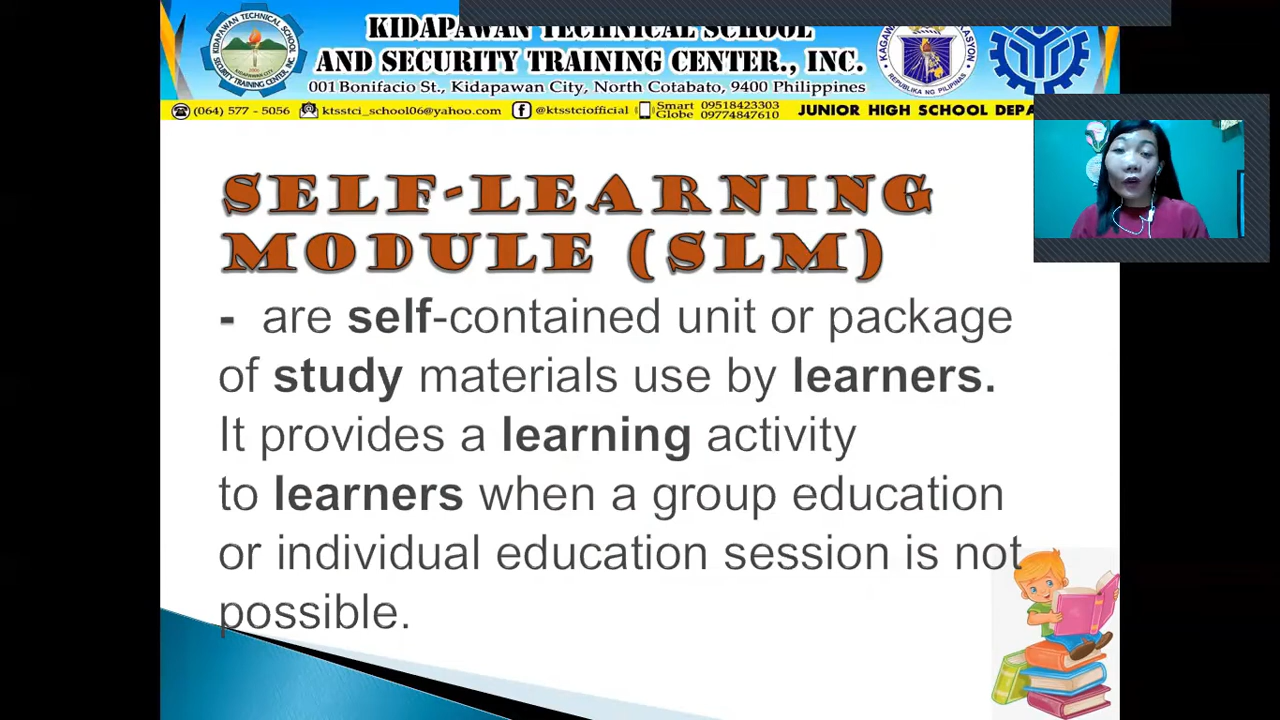 KIDAPAWAN TECHNICAL SCHOOL
AND SECURITY TRAINING CENTER., INC.
001 Bonifacio St., Kidapawan City, North Cotabato, 9400 Philippines
(064) 577 - 5056 ktsstci_school06@yahoo.com @ktsstciofficial Smart 09518423303
Globe 09774847610
JUNIOR HIGH SCHOOL DEPA
SELF-LEARNING
MODULE (SLM)
- are self-contained unit or package
of study materials use by learners.
It provides a learning activity
to learners when a group education
or individual education session is not
possible.